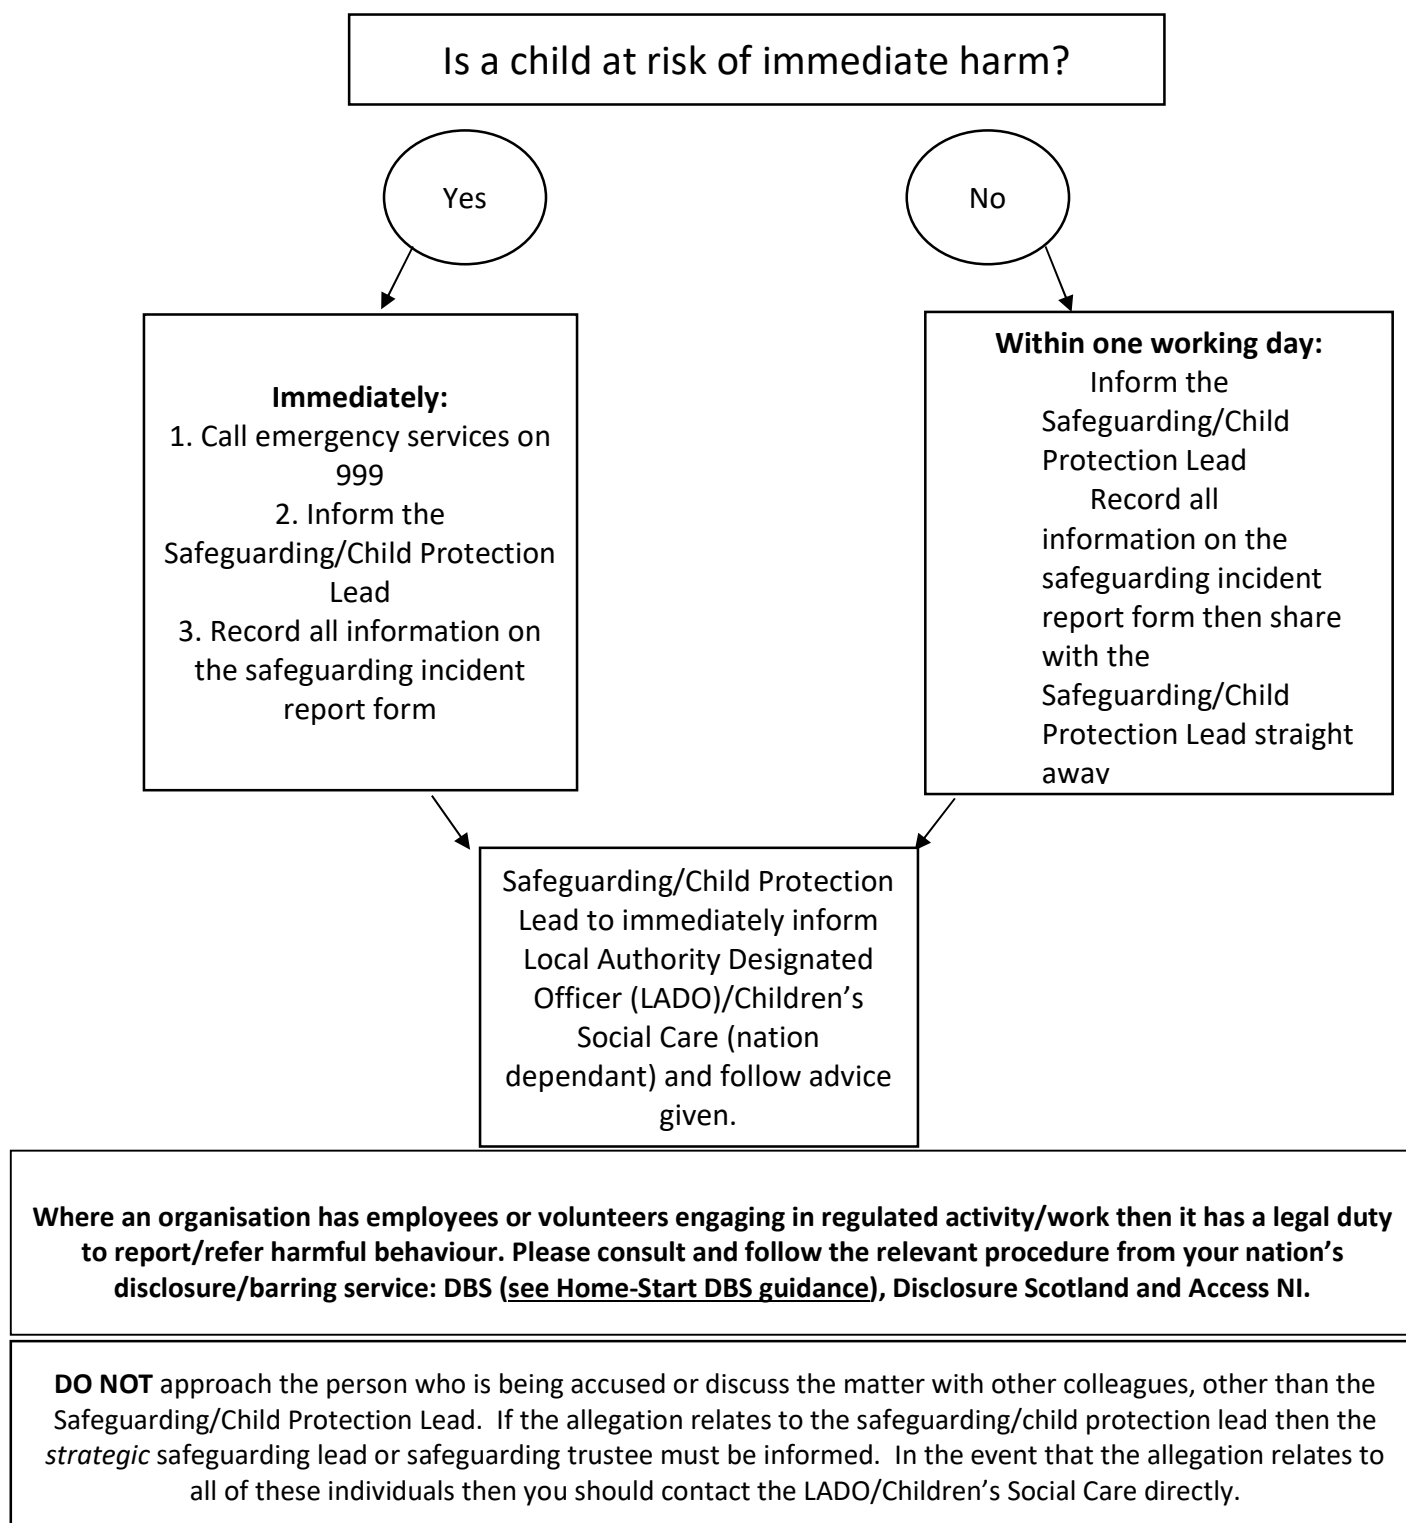 Is a child at risk of immediate harm?
Yes
No
Immediately:
1. Call emergency services on
999
2. Inform the
Safeguarding/Child Protection
Lead
3. Record all information on
the safeguarding incident
report form
Within one working day:
Inform the
Safeguarding/Child
Protection Lead
Record all
information on the
safeguarding incident
report form then share
with the
Safeguarding/Child
Protection Lead straight
away
Safeguarding/Child Protection
Lead to immediately inform
Local Authority Designated
Officer (LADO)/Children’s
Social Care (nation
dependant) and follow advice
given.
Where an organisation has employees or volunteers engaging in regulated activity/work then it has a legal duty
to report/refer harmful behaviour. Please consult and follow the relevant procedure from your nation’s
disclosure/barring service: DBS (see Home-Start DBS guidance), Disclosure Scotland and Access NI.
DO NOT approach the person who is being accused or discuss the matter with other colleagues, other than the
Safeguarding/Child Protection Lead.  If the allegation relates to the safeguarding/child protection lead then the
strategic safeguarding lead or safeguarding trustee must be informed.  In the event that the allegation relates to
all of these individuals then you should contact the LADO/Children’s Social Care directly.